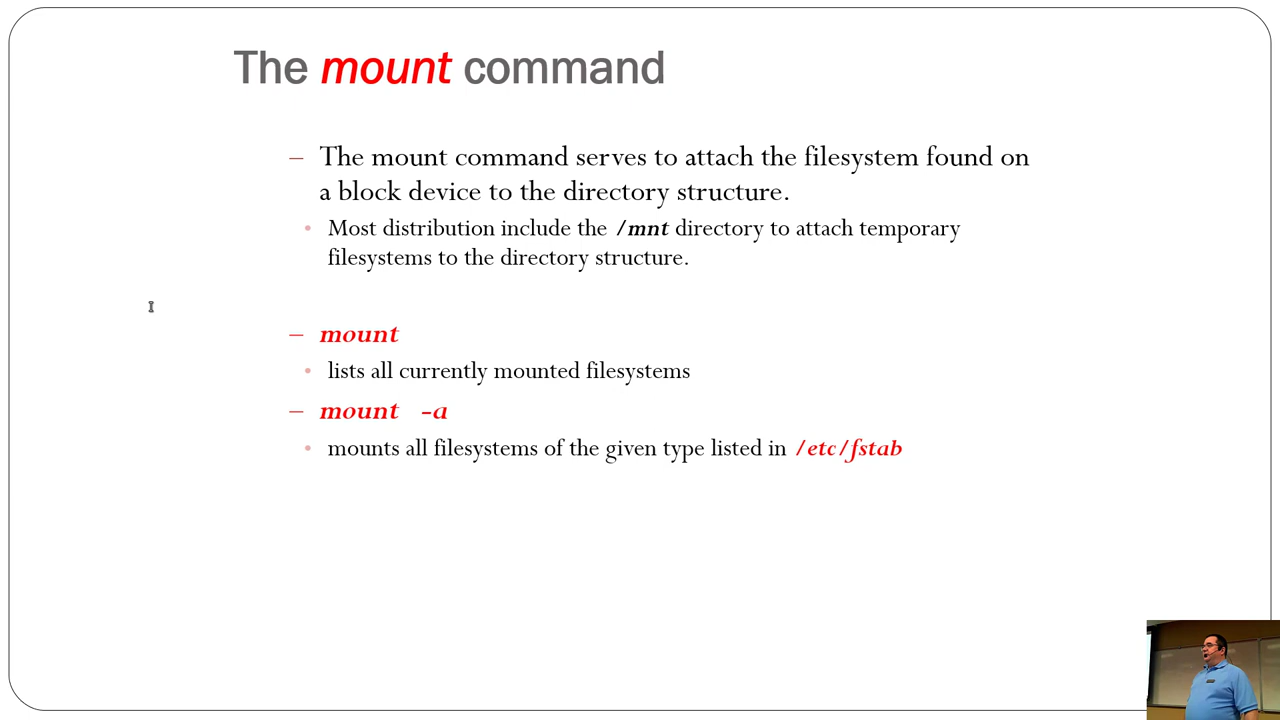 The mount command
– The mount command serves to attach the filesystem found on
a block device to the directory structure.
• Most distribution include the /mnt directory to attach temporary
filesystems to the directory structure.
– mount
• lists all currently mounted filesystems
– mount -a
• mounts all filesystems of the given type listed in /etc/fstab